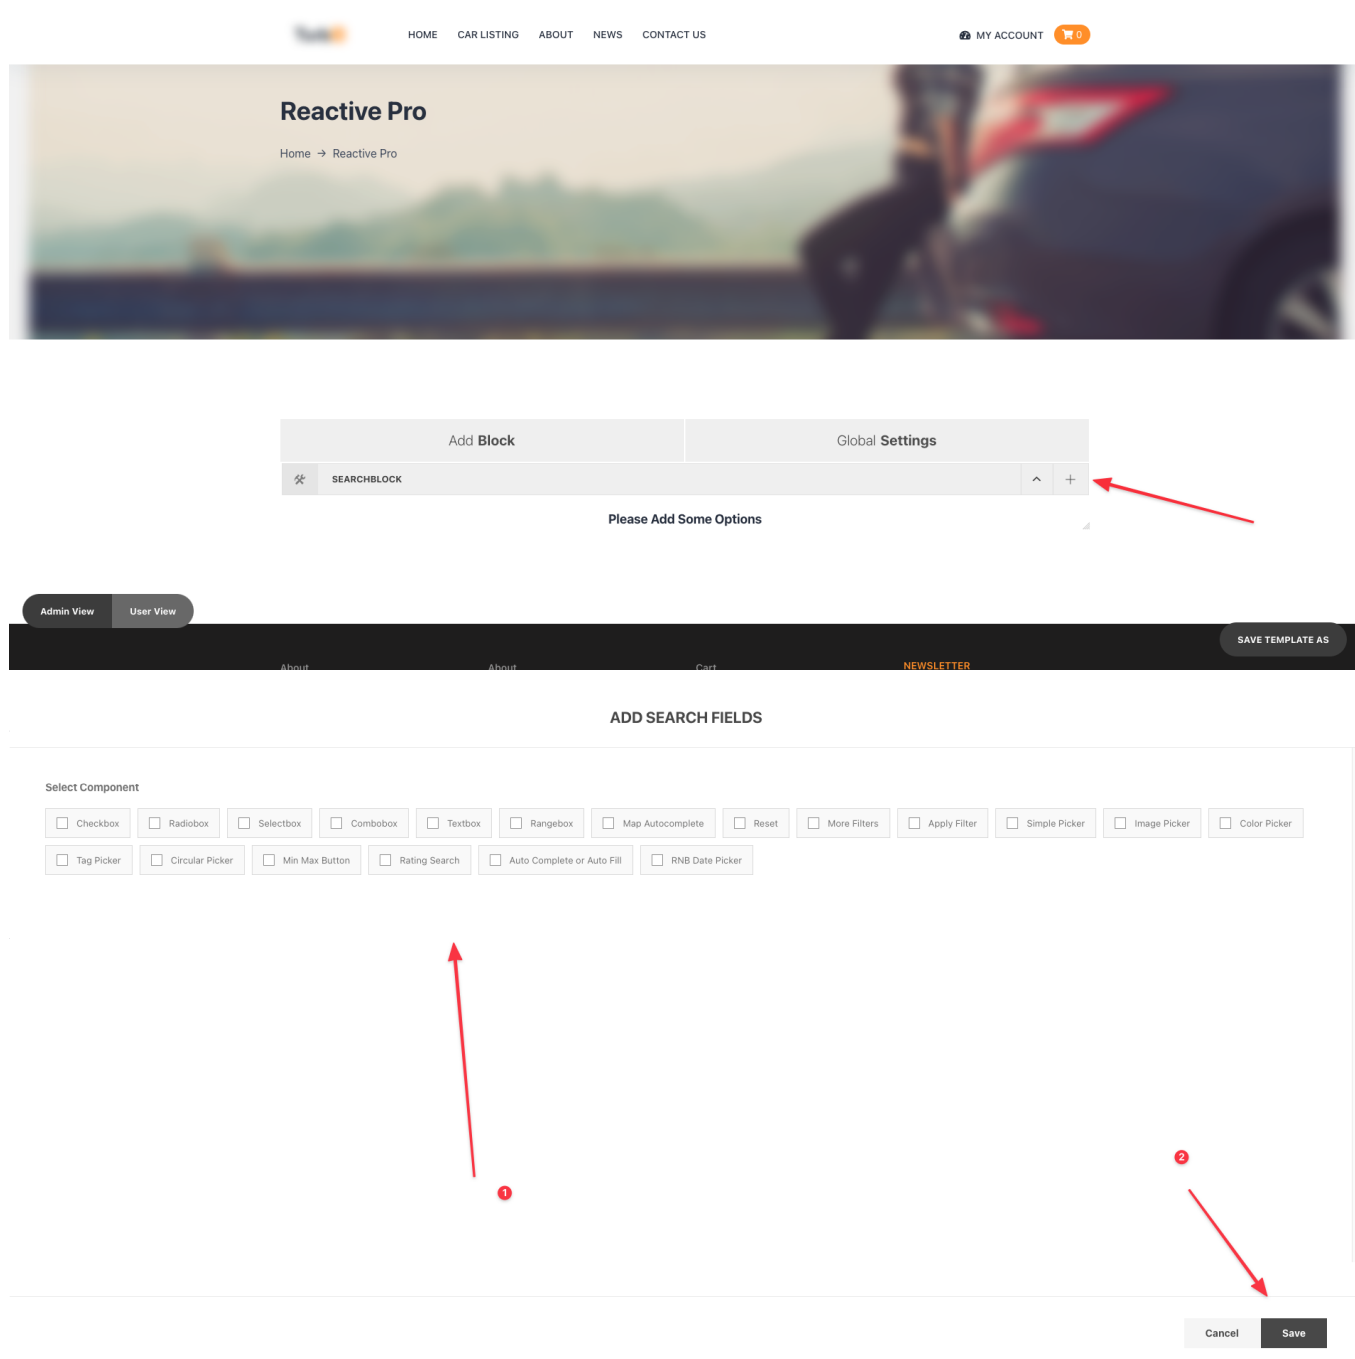 HOME CAR LISTING ABOUT NEWS CONTACT US MY ACCOUNT 0
Reactive Pro
Home → Reactive Pro
Add Block Global Settings
SEARCHBLOCK
Please Add Some Options
Admin View User View
SAVE TEMPLATE AS
About About Cart NEWSLETTER
ADD SEARCH FIELDS
Select Component
Checkbox Radiobox Selectbox Combobox Textbox Rangebox Map Autocomplete Reset More Filters Apply Filter Simple Picker Image Picker Color Picker
Tag Picker Circular Picker Min Max Button Rating Search Auto Complete or Auto Fill RNB Date Picker
2
1
Cancel Save